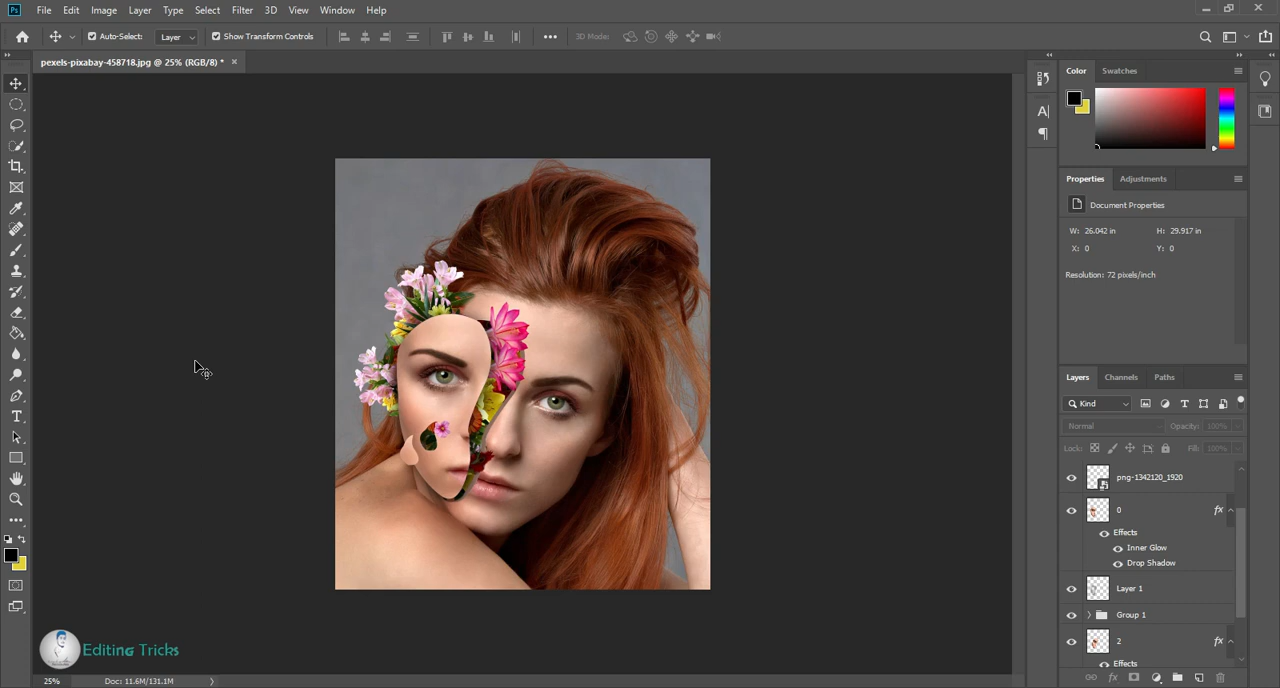 Ps File Edit Image Layer Type Select Filter 3D View Window Help
Auto-Select: Layer Show Transform Controls 3D Mode:
pexels-pixabay-458718.jpg @ 25% (RGB/8) *
Color Swatches
Properties Adjustments
Document Properties
W: 26.042 in H: 29.917 in
X: 0 Y: 0
Resolution: 72 pixels/inch
Layers Channels Paths
Kind
Normal Opacity: 100%
Lock: Fill: 100%
png-1342120_1920
0 fx
Effects
Inner Glow
Drop Shadow
Layer 1
Group 1
2 fx
Effects
Editing Tricks
25% Doc: 11.6M/131.1M